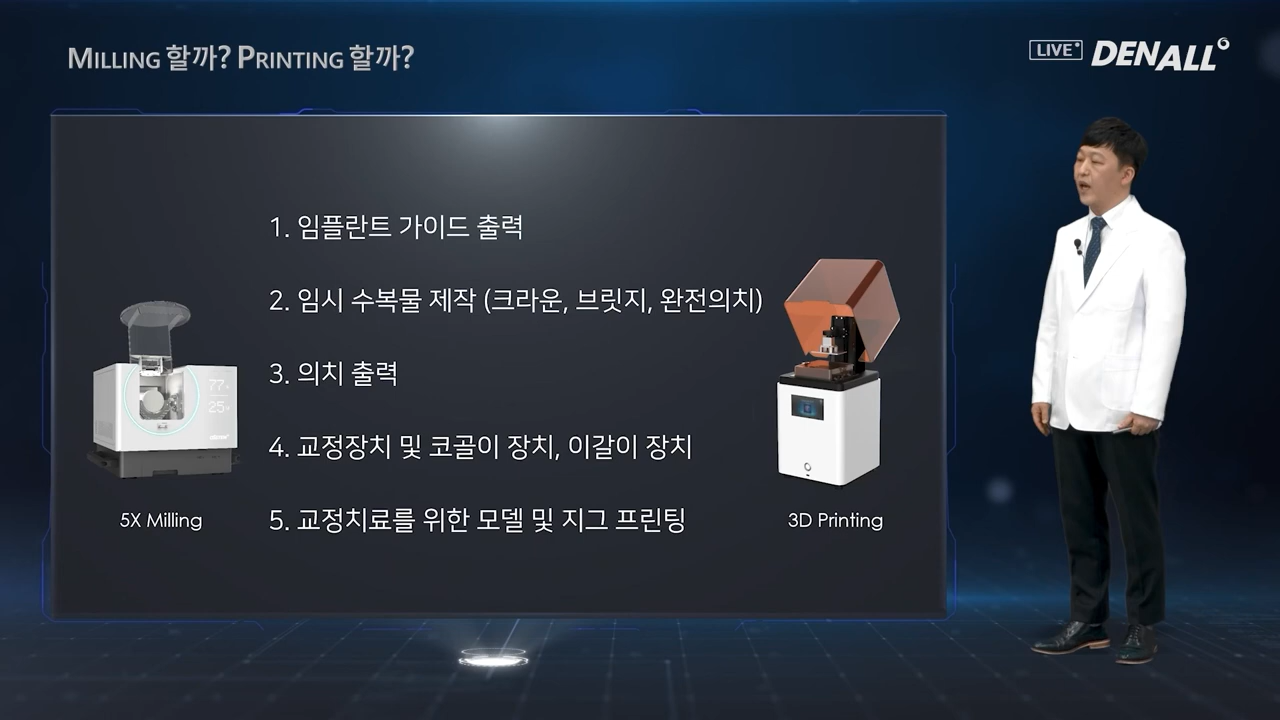 MILLING 할까? PRINTING 할까?
LIVE
DENALL
1. 임플란트 가이드 출력
2. 임시 수복물 제작 (크라운, 브릿지, 완전의치)
3. 의치 출력
4. 교정장치 및 코골이 장치, 이갈이 장치
5. 교정치료를 위한 모델 및 지그 프린팅
77
25
5X Milling
3D Printing